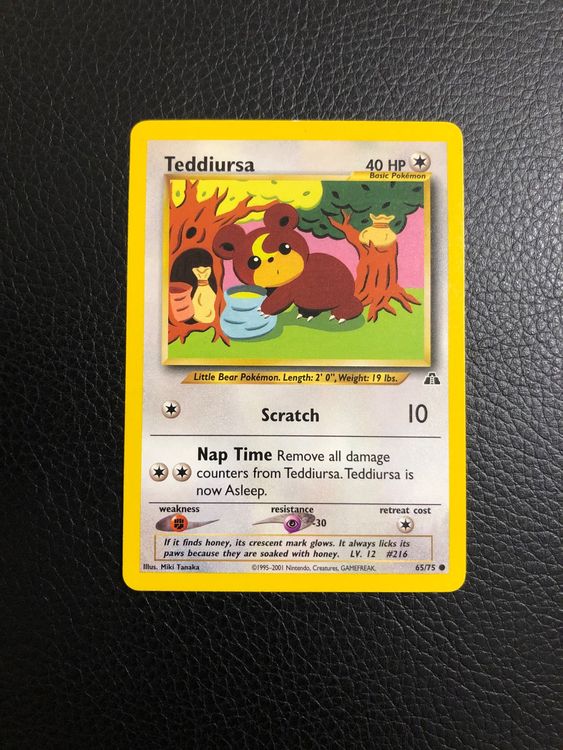 Teddiursa 40 HP
Basic Pokémon
Little Bear Pokémon. Length: 2' 0", Weight: 19 lbs.
Scratch 10
Nap Time Remove all damage
counters from Teddiursa. Teddiursa is
now Asleep.
weakness resistance retreat cost
-30
If it finds honey, its crescent mark glows. It always licks its
paws because they are soaked with honey. LV. 12 #216
Illus. Miki Tanaka ©1995-2001 Nintendo, Creatures, GAMEFREAK. 65/75